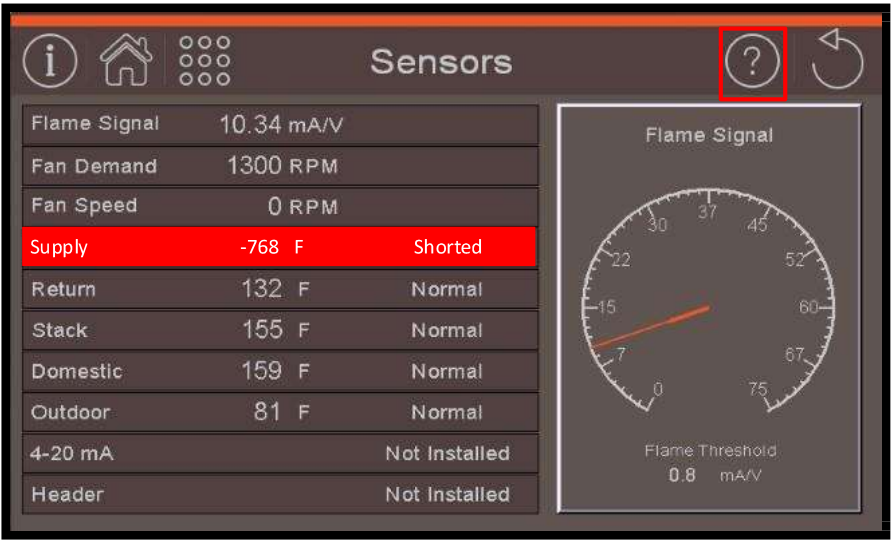 i
Sensors
?
Flame Signal 10.34 mA/V
Fan Demand 1300 RPM
Fan Speed 0 RPM
Supply -768 F Shorted
Return 132 F Normal
Stack 155 F Normal
Domestic 159 F Normal
Outdoor 81 F Normal
4-20 mA Not Installed
Header Not Installed
Flame Signal
0
7
15
22
30
37
45
52
60
67
75
Flame Threshold
0.8 mA/V